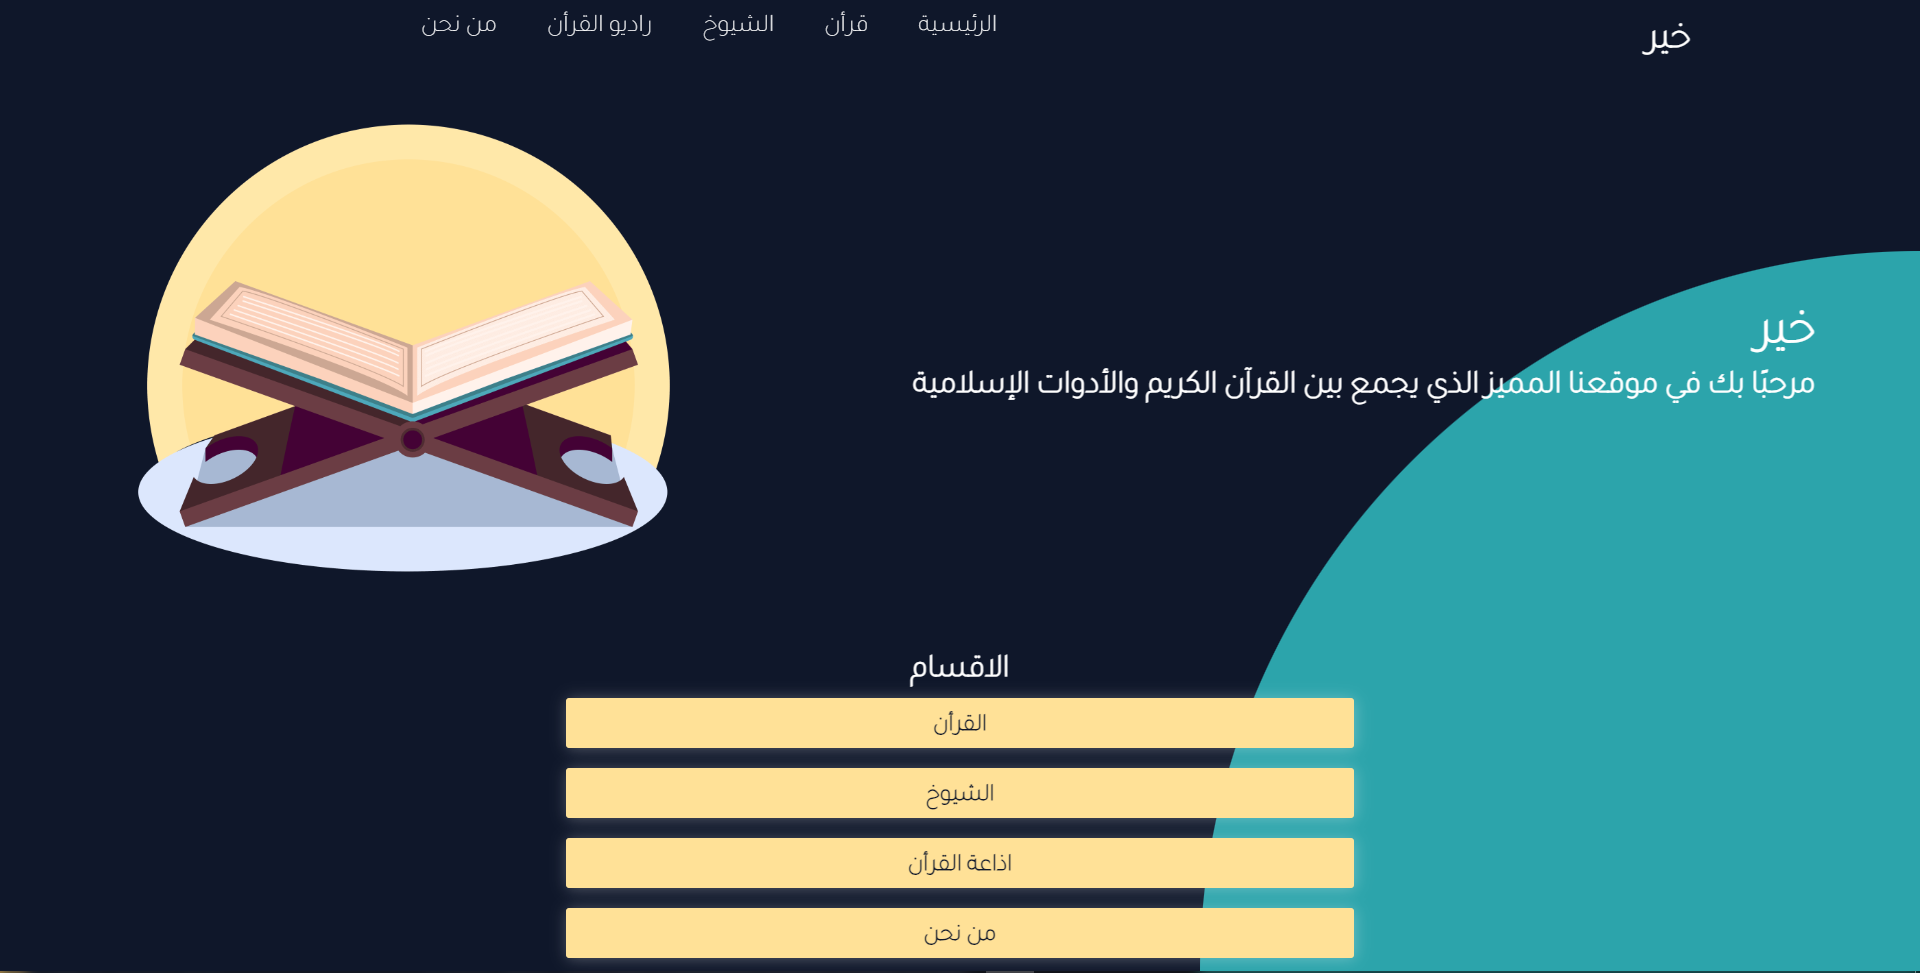 خير
الرئيسية قرأن الشيوخ راديو القرأن من نحن
خير
مرحبًا بك في موقعنا المميز الذي يجمع بين القرآن الكريم والأدوات الإسلامية
الاقسام
القرأن
الشيوخ
اذاعة القرأن
من نحن